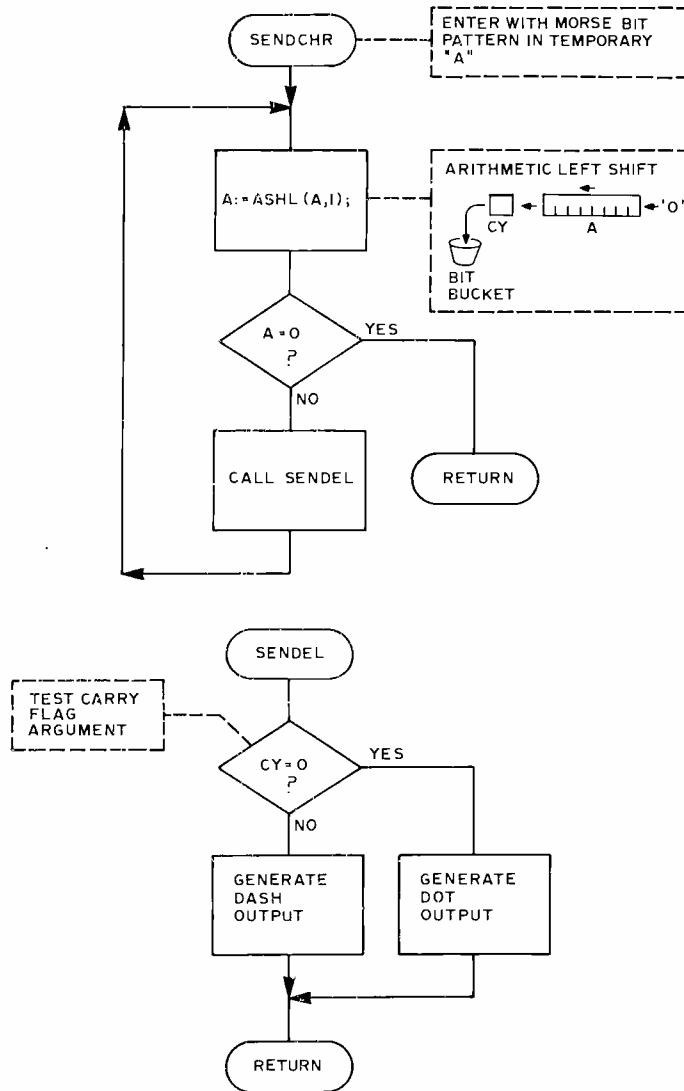 SENDCHR
ENTER WITH MORSE BIT
PATTERN IN TEMPORARY
"A"
A:=ASHL (A,1);
ARITHMETIC LEFT SHIFT
'0'
CY
A
BIT
BUCKET
A=0
?
YES
NO
CALL SENDEL
RETURN
SENDEL
TEST CARRY
FLAG
ARGUMENT
CY=0
?
YES
NO
GENERATE
DASH
OUTPUT
GENERATE
DOT
OUTPUT
RETURN